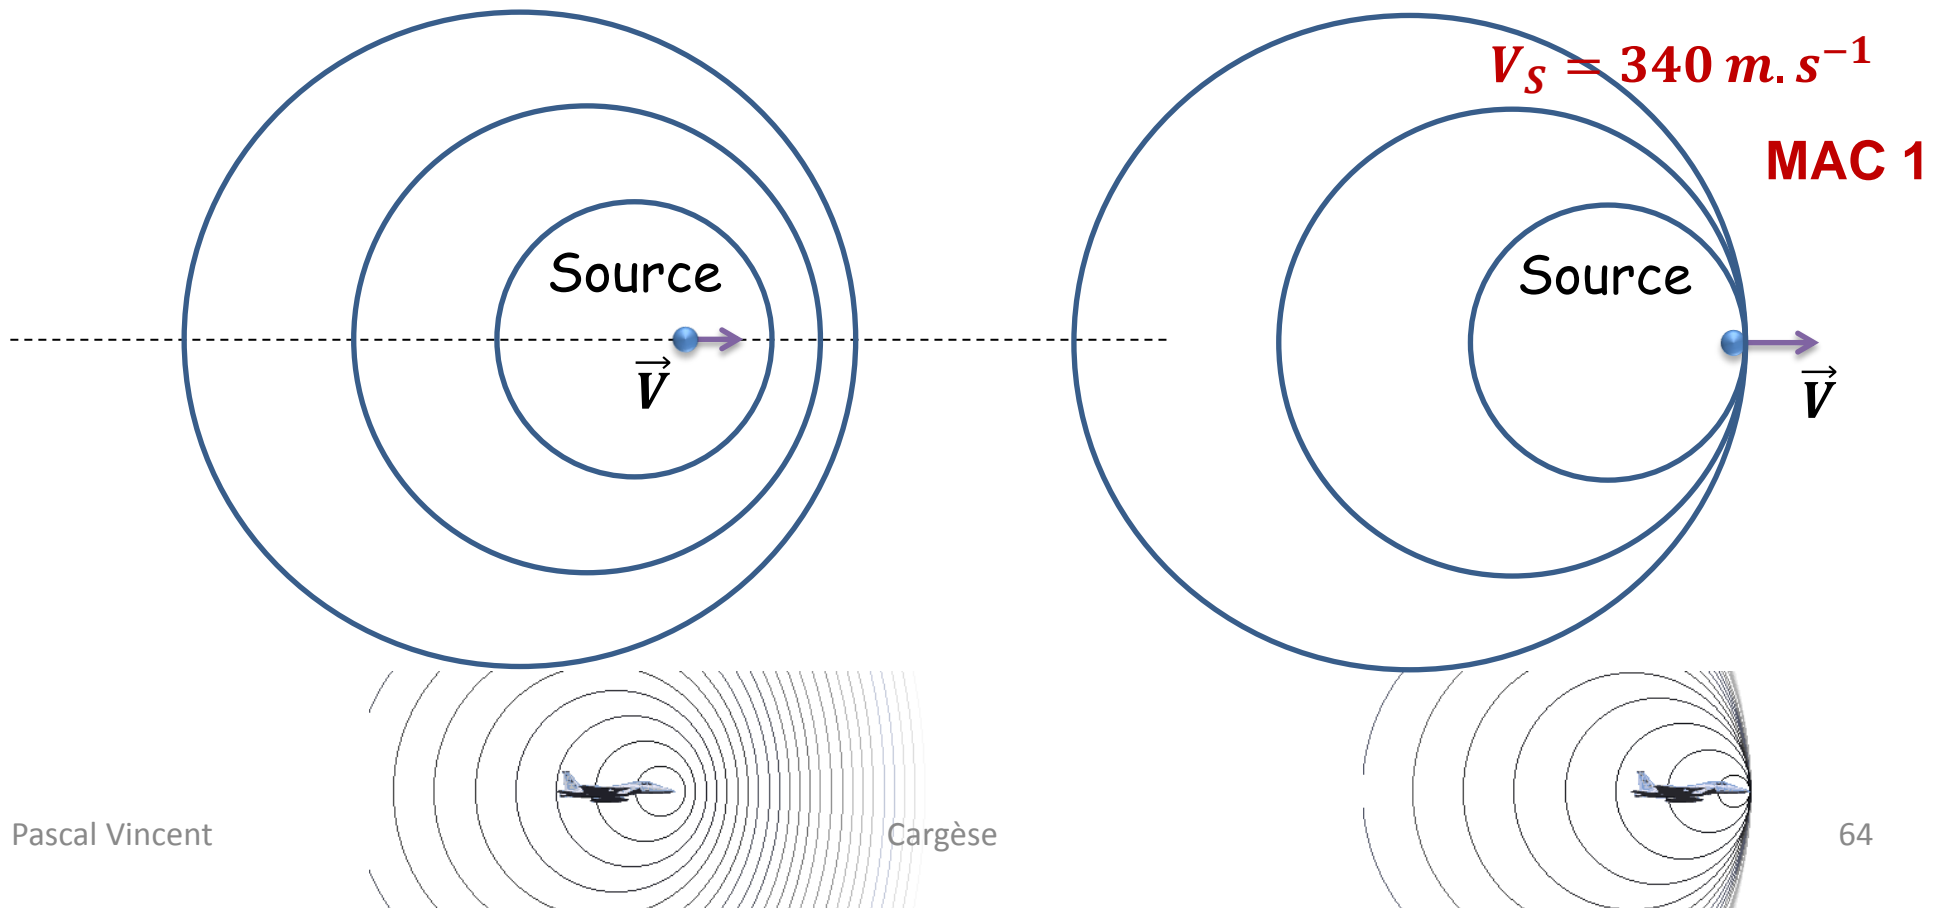 V_S = 340 m.s⁻¹
MAC 1
Source
Source
V⃗
V⃗
Pascal Vincent
Cargèse
64